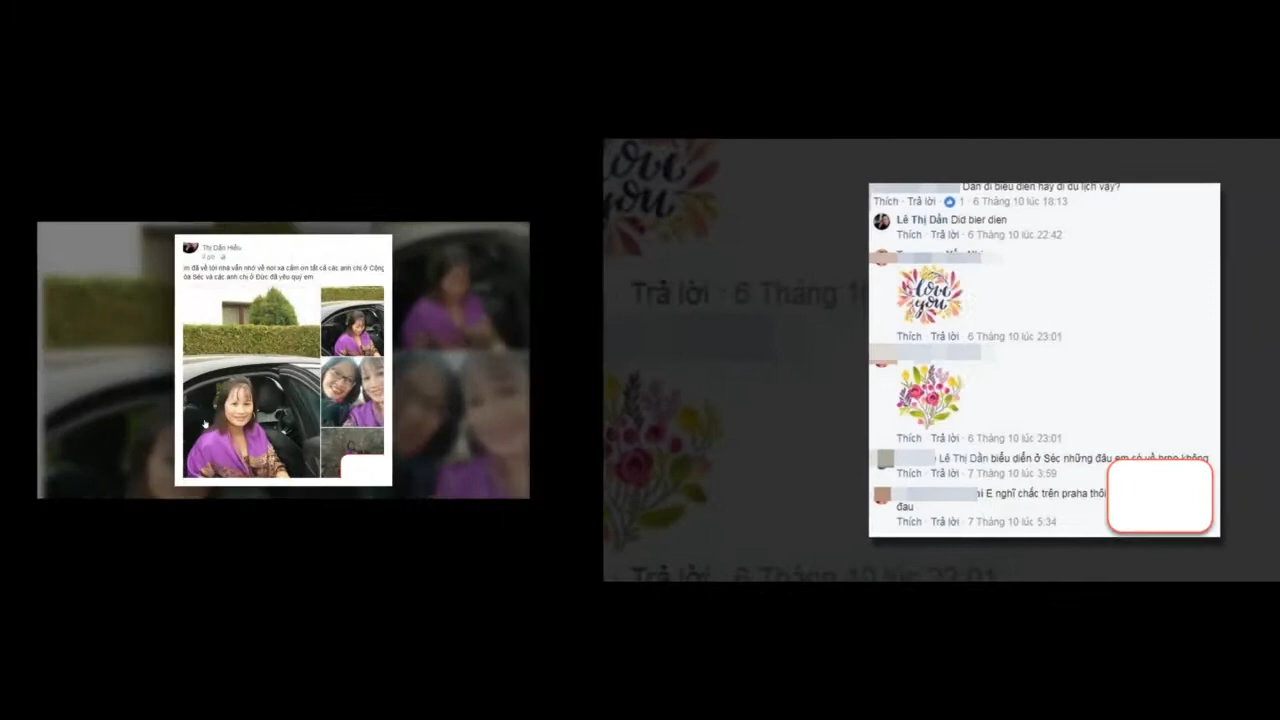 Thị Dần Hiếu
m đã về tới nhà vẫn nhớ về nơi xa cảm ơn tất cả các anh chị ở Cộng
òa Séc và các anh chị ở Đức đã yêu quý em
love
you
Trả lời · 6 Tháng 1
Trả lời · 6 Tháng 10 lúc 23:01
Dần đi biểu diễn hay đi du lịch vậy?
Thích · Trả lời · 1 · 6 Tháng 10 lúc 18:13
Lê Thị Dần Did bier dien
Thích · Trả lời · 6 Tháng 10 lúc 22:42
love
you
Thích · Trả lời · 6 Tháng 10 lúc 23:01
Thích · Trả lời · 6 Tháng 10 lúc 23:01
Lê Thị Dần biểu diễn ở Séc những đâu em có về brno không
Thích · Trả lời · 7 Tháng 10 lúc 3:59
E nghĩ chắc trên praha thôi
đau
Thích · Trả lời · 7 Tháng 10 lúc 5:34